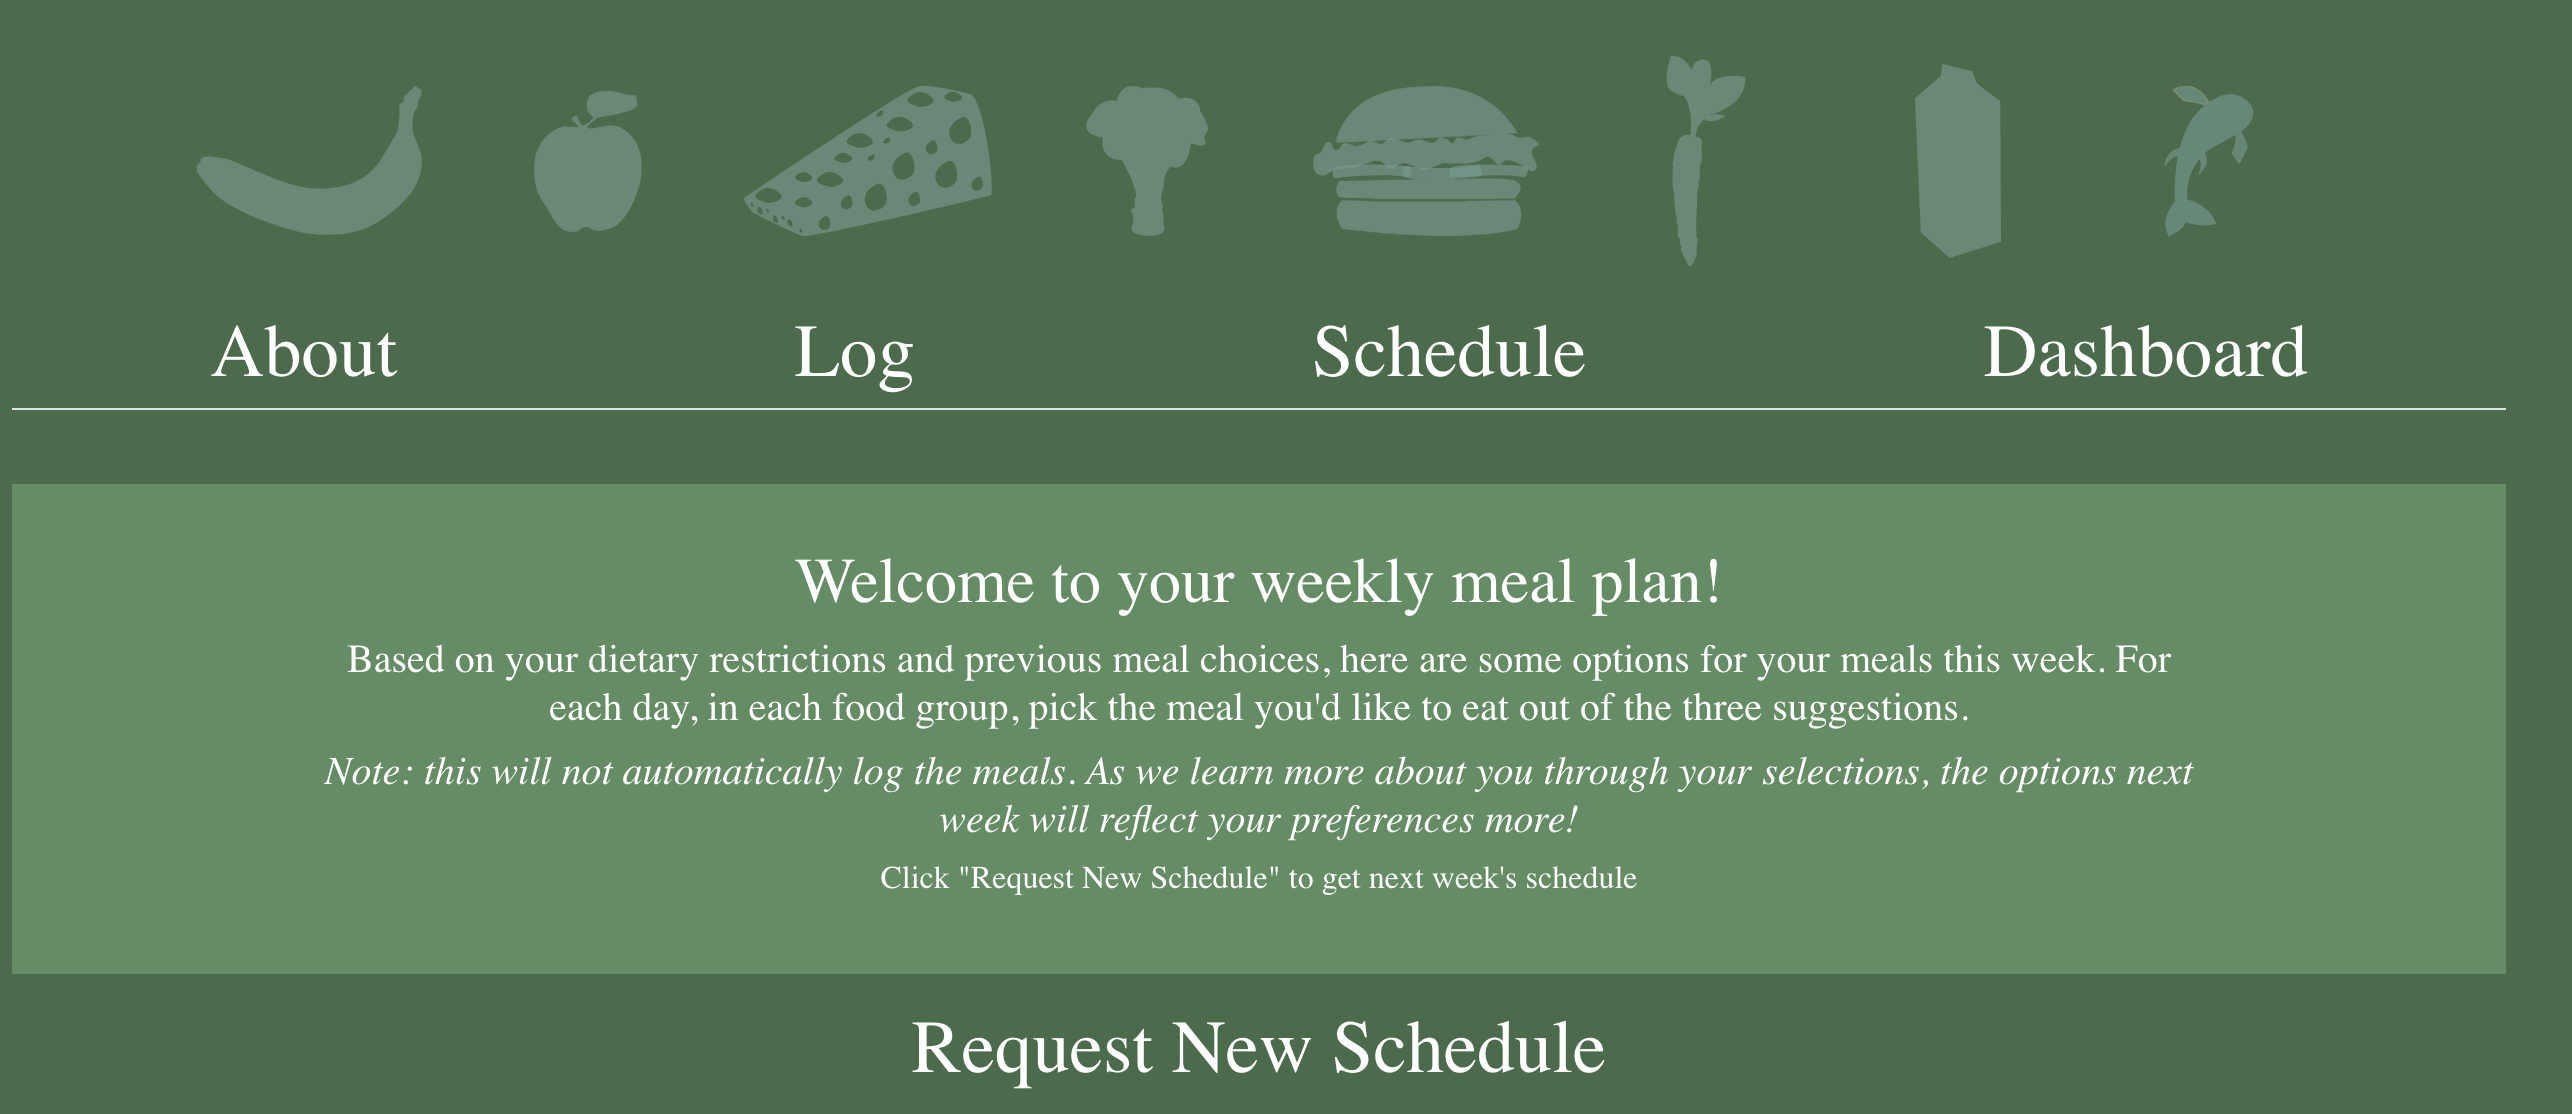 About Log Schedule Dashboard
Welcome to your weekly meal plan!
Based on your dietary restrictions and previous meal choices, here are some options for your meals this week. For
each day, in each food group, pick the meal you'd like to eat out of the three suggestions.
Note: this will not automatically log the meals. As we learn more about you through your selections, the options next
week will reflect your preferences more!
Click "Request New Schedule" to get next week's schedule
Request New Schedule